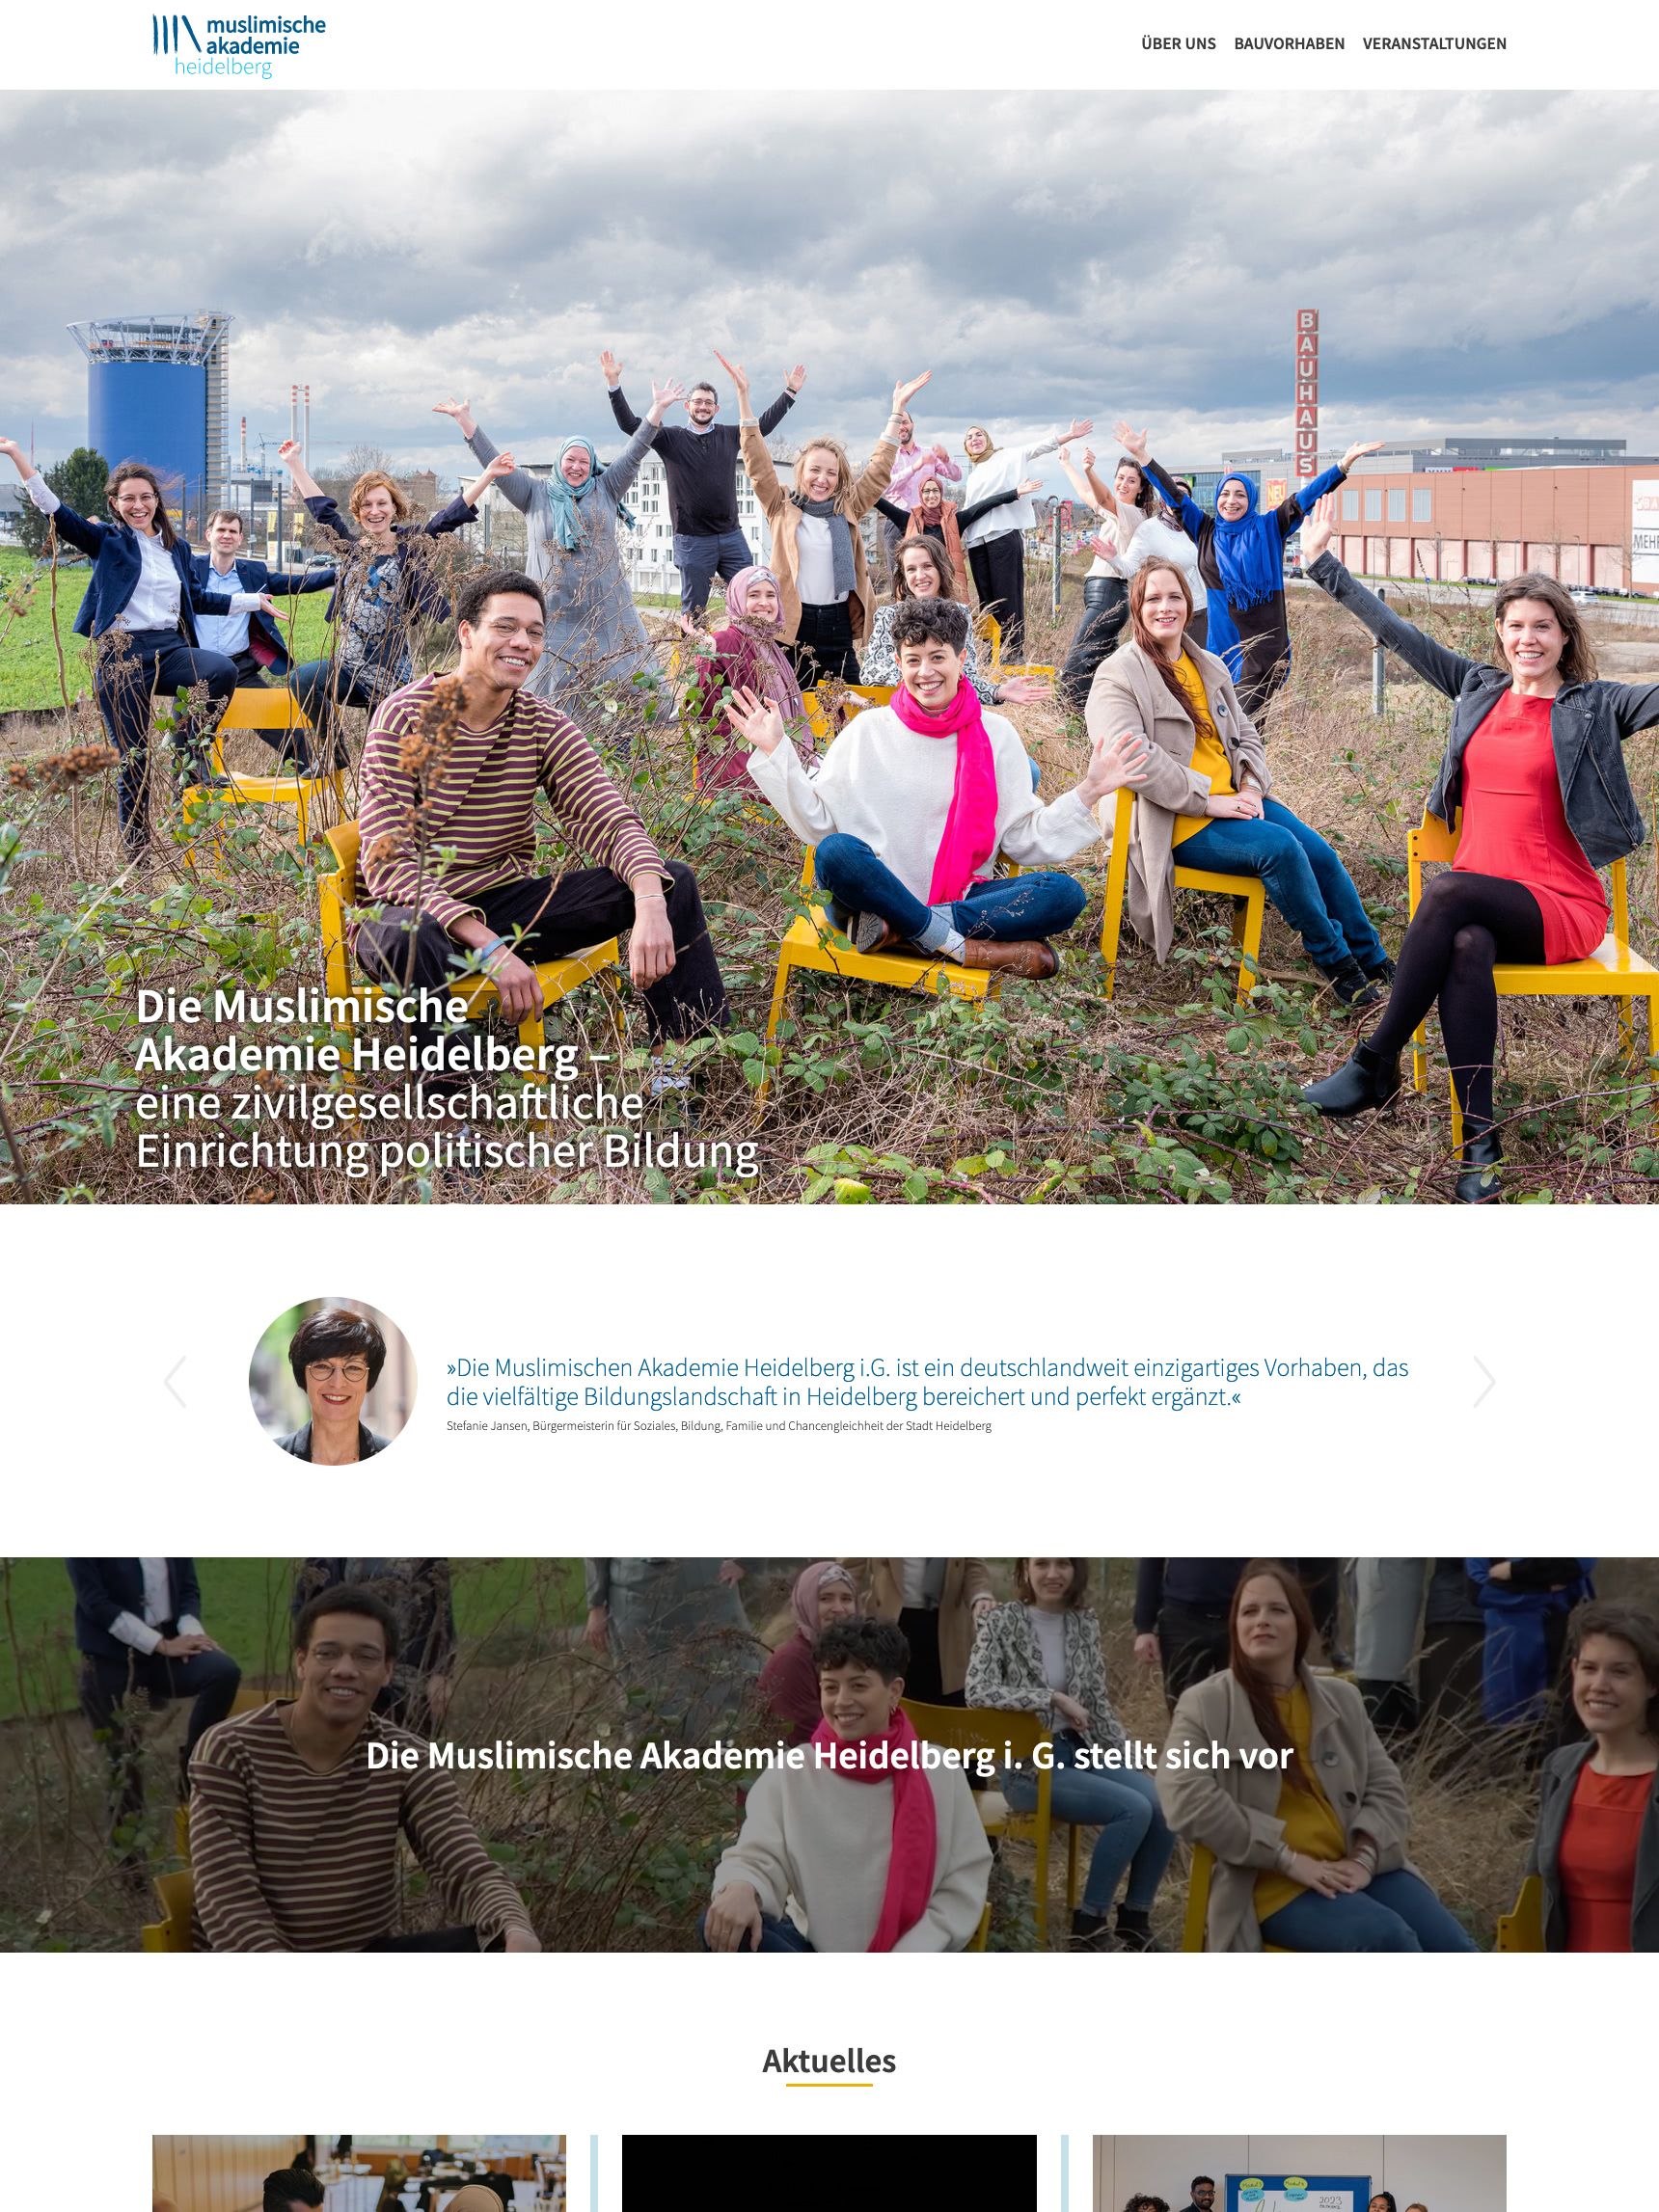 muslimische
akademie
heidelberg
ÜBER UNS
BAUVORHABEN
VERANSTALTUNGEN
BAUHAUS
NEU
Die Muslimische
Akademie Heidelberg –
eine zivilgesellschaftliche
Einrichtung politischer Bildung
»Die Muslimischen Akademie Heidelberg i.G. ist ein deutschlandweit einzigartiges Vorhaben, das
die vielfältige Bildungslandschaft in Heidelberg bereichert und perfekt ergänzt.«
Stefanie Jansen, Bürgermeisterin für Soziales, Bildung, Familie und Chancengleichheit der Stadt Heidelberg
Die Muslimische Akademie Heidelberg i. G. stellt sich vor
Aktuelles
2023